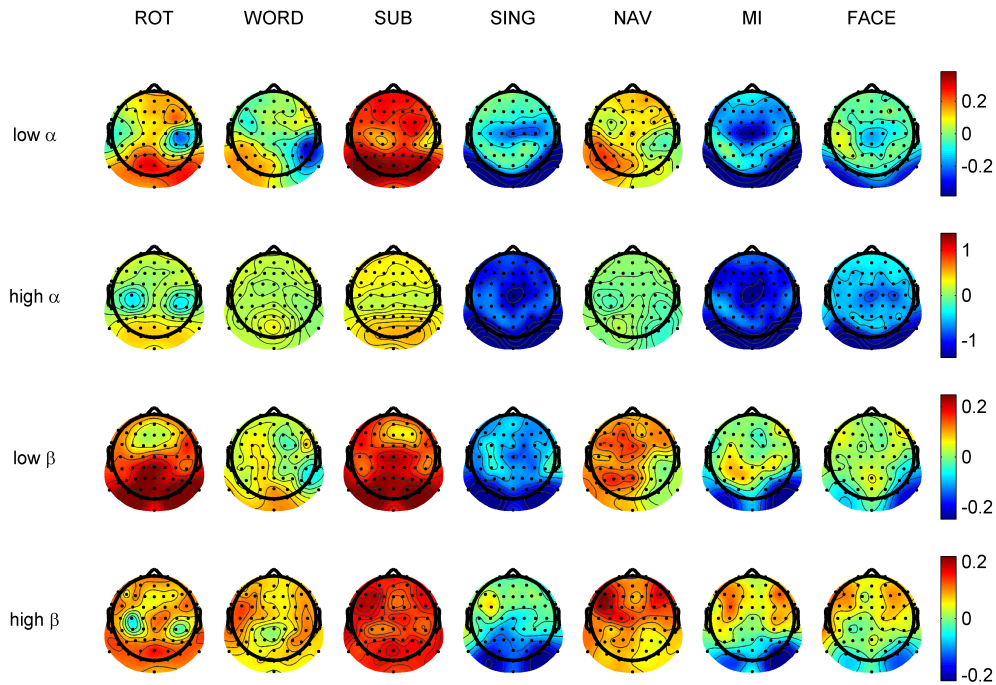 ROT WORD SUB SING NAV MI FACE
low α
0.2
0
-0.2
high α
1
0
-1
low β
0.2
0
-0.2
high β
0.2
0
-0.2